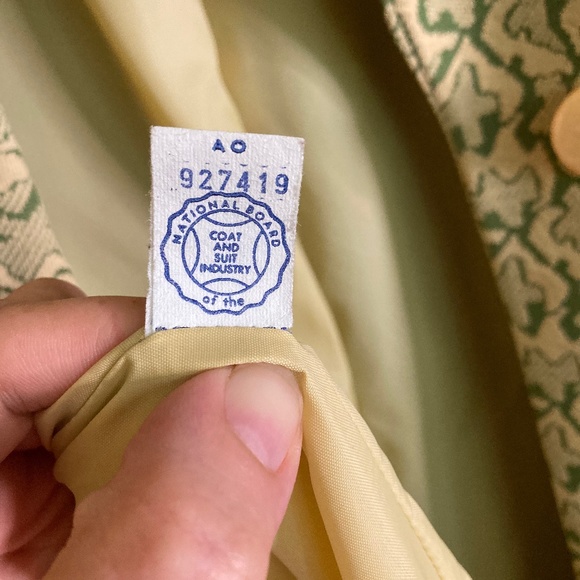 AO
927419
NATIONAL BOARD
COAT
AND
SUIT
INDUSTRY
of the